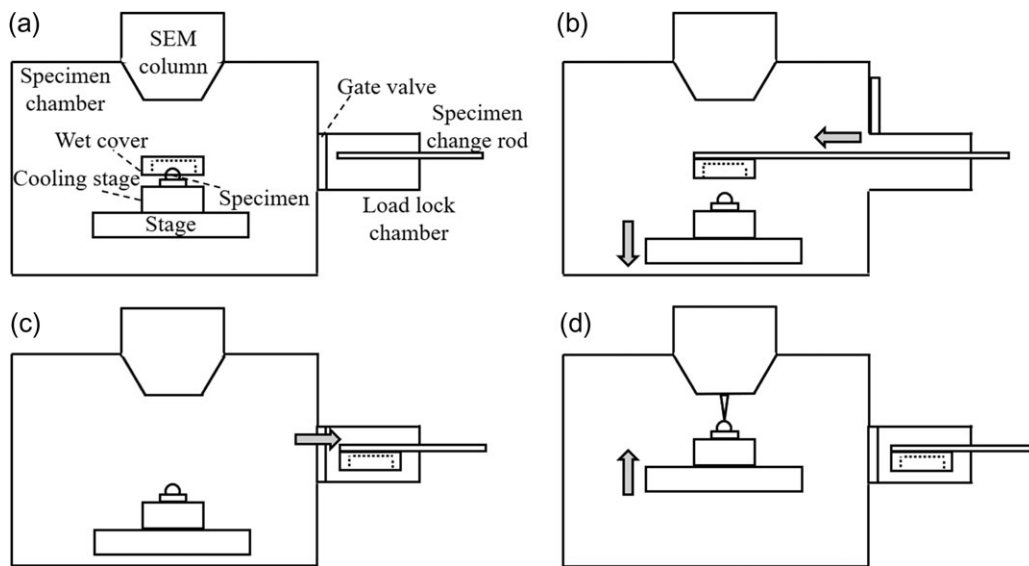 (a)
SEM
column
Specimen
chamber
Gate valve
Specimen
change rod
Wet cover
Cooling stage
Specimen
Load lock
chamber
Stage
(b)
(c)
(d)